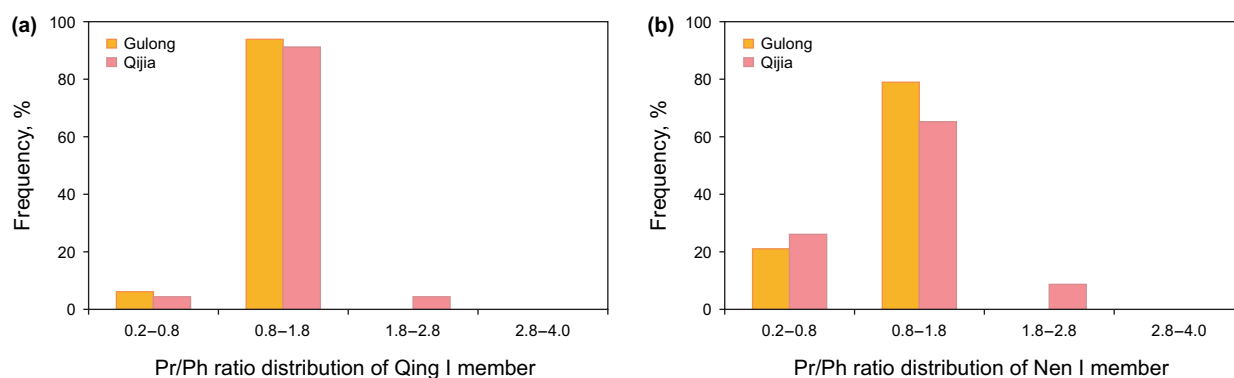 (a)
Gulong
Qijia
Frequency, %
100
80
60
40
20
0
0.2–0.8 0.8–1.8 1.8–2.8 2.8–4.0
Pr/Ph ratio distribution of Qing I member
(b)
Gulong
Qijia
Frequency, %
100
80
60
40
20
0
0.2–0.8 0.8–1.8 1.8–2.8 2.8–4.0
Pr/Ph ratio distribution of Nen I member